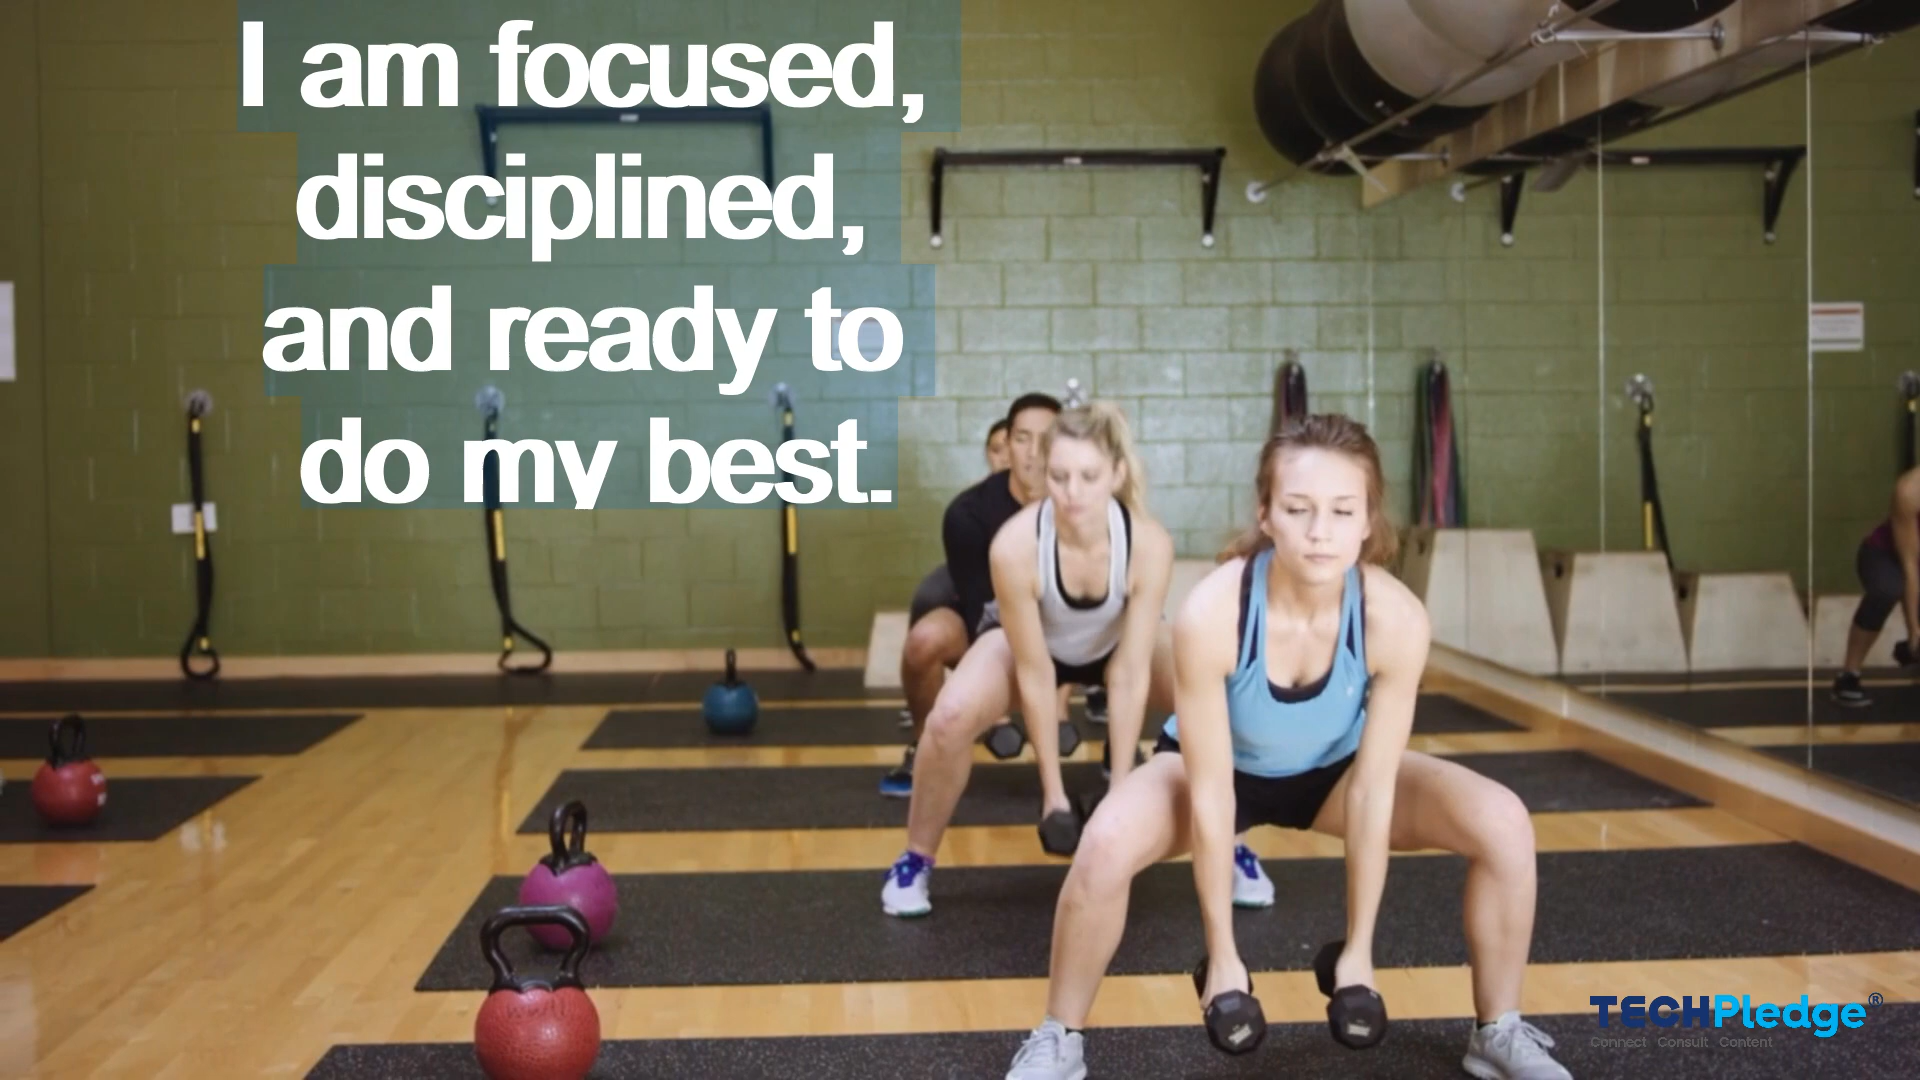 I am focused,
disciplined,
and ready to
do my best.
TECHPledge®
Connect Consult Content